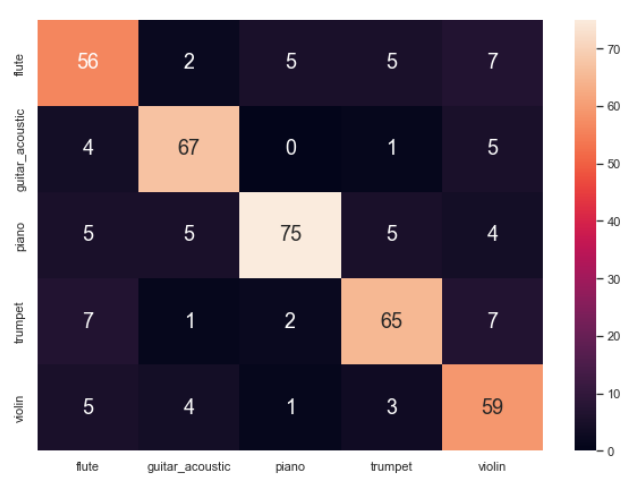 flute 56 2 5 5 7
guitar_acoustic 4 67 0 1 5
piano 5 5 75 5 4
trumpet 7 1 2 65 7
violin 5 4 1 3 59
flute guitar_acoustic piano trumpet violin
70
60
50
40
30
20
10
0